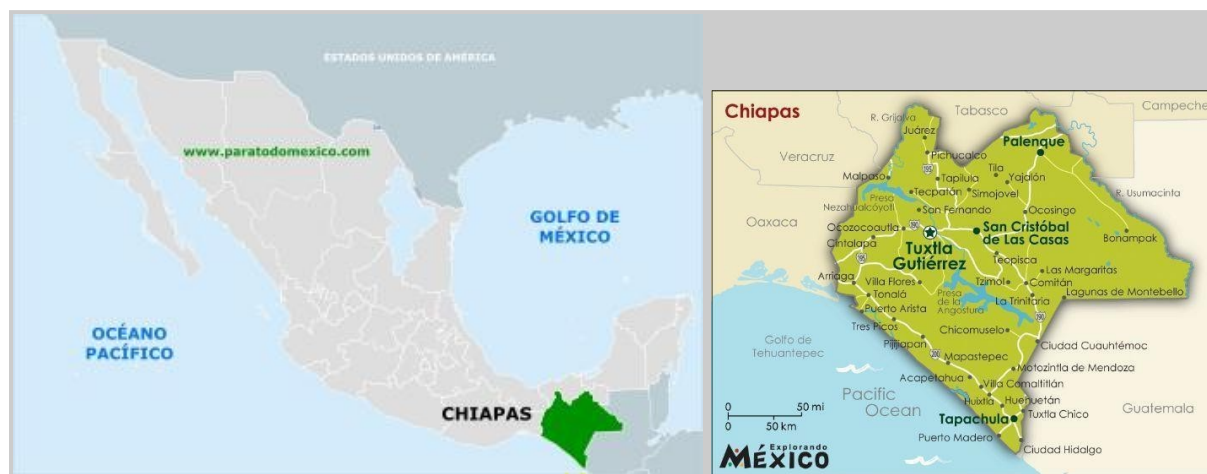 ESTADOS UNIDOS DE AMÉRICA
www.paratodomexico.com
GOLFO DE
MÉXICO
OCÉANO
PACÍFICO
CHIAPAS
Chiapas
Tabasco
Campeche
R. Grijalva
Juárez
Veracruz
Pichucalco
Palenque
195
Malpaso
Tapilula
Tila
Yajalón
Tecpatán
Simojovel
R. Usumacinta
Presa
Nezahualcóyotl
San Fernando
Ocosingo
Oaxaca
Ocozocoautla
190
San Cristóbal
de Las Casas
Bonampak
Cintalapa
Tuxtla
Gutiérrez
Teopisca
195
Las Margaritas
Arriaga
Villa Flores
Tzimol
Comitán
Tonalá
Presa
de la
Angostura
Lagunas de Montebello
La Trinitaria
Puerto Arista
190
Tres Picos
Chicomuselo
Golfo de
Tehuantepec
Pijijiapan
200
Ciudad Cuauhtémoc
Mapastepec
Motozintla de Mendoza
Acapetahua
Villa Comaltitlán
Pacific
Ocean
Huixtla
Huehuetán
Guatemala
0 50 mi
0 50 km
Tapachula
Tuxtla Chico
Puerto Madero
Ciudad Hidalgo
Explorando
MÉXICO